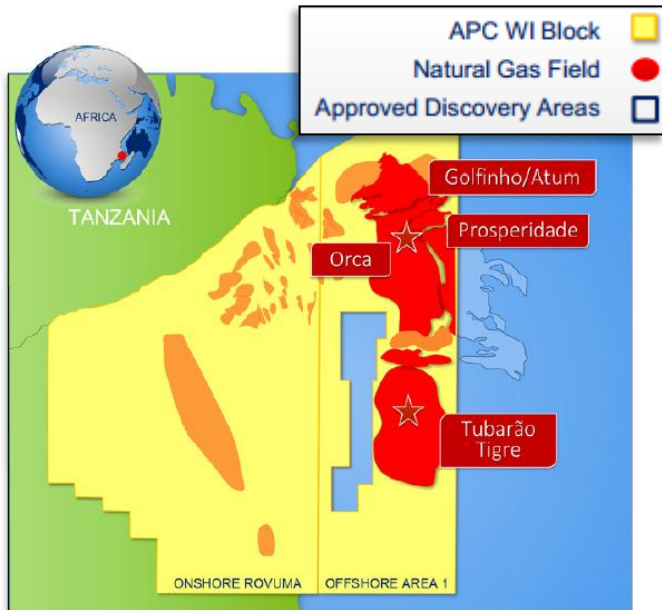 APC WI Block
Natural Gas Field
Approved Discovery Areas
AFRICA
TANZANIA
Golfinho/Atum
Prosperidade
Orca
Tubarão
Tigre
ONSHORE ROVUMA
OFFSHORE AREA 1